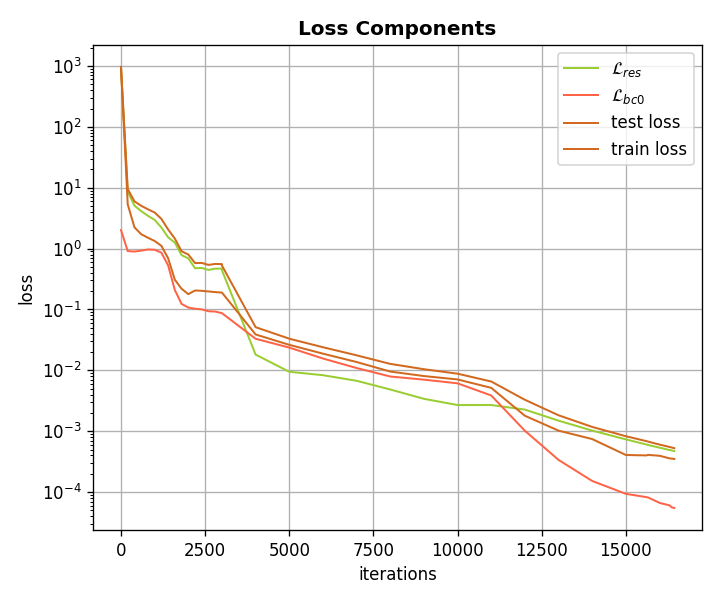 Loss Components
10³
10²
10¹
10⁰
10⁻¹
10⁻²
10⁻³
10⁻⁴
loss
ℒres
ℒbc0
test loss
train loss
0 2500 5000 7500 10000 12500 15000
iterations